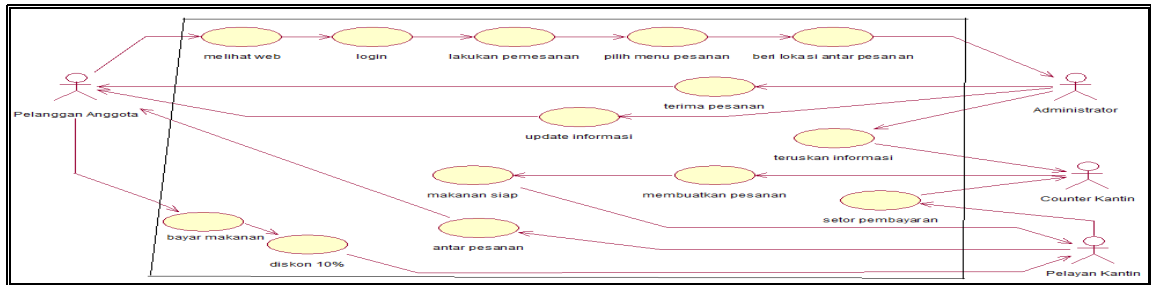 melihat web
login
lakukan pemesanan
pilih menu pesanan
beri lokasi antar pesanan
terima pesanan
Pelanggan Anggota
Administrator
update informasi
teruskan informasi
makanan siap
membuatkan pesanan
Counter Kantin
setor pembayaran
bayar makanan
antar pesanan
diskon 10%
Pelayan Kantin